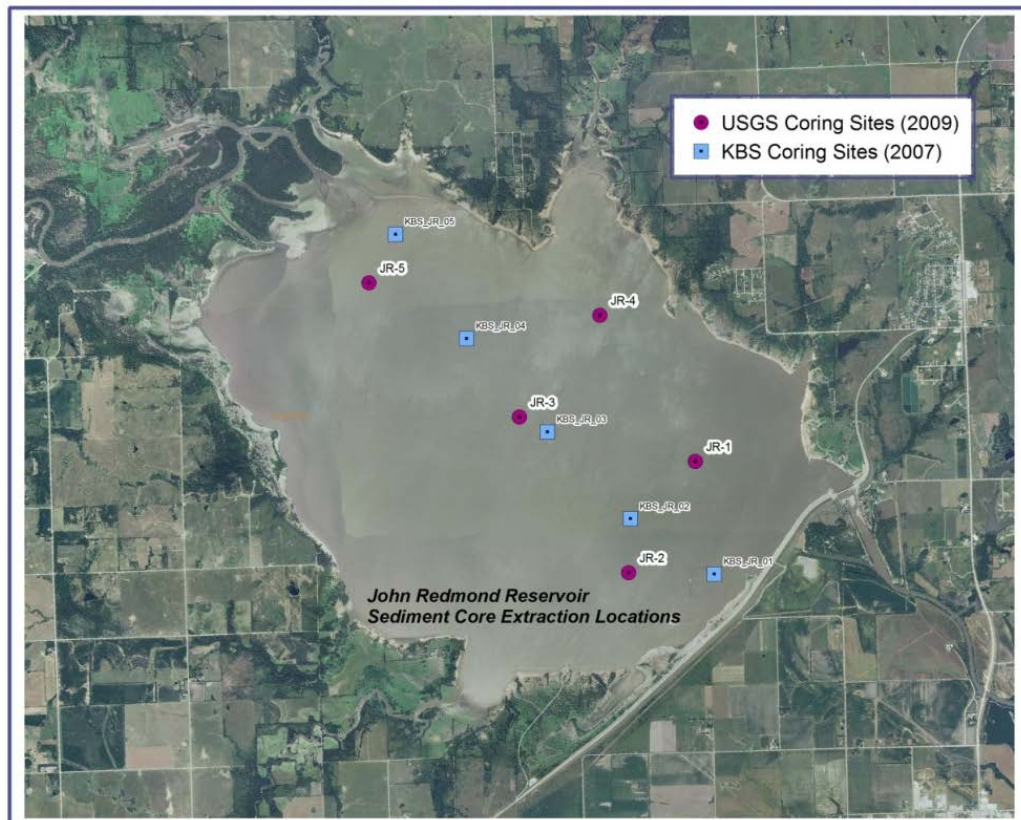 USGS Coring Sites (2009)
KBS Coring Sites (2007)
KBS_JR_05
JR-5
JR-4
KBS_JR_04
JR-3
KBS_JR_03
JR-1
KBS_JR_02
JR-2
KBS_JR_01
John Redmond Reservoir
Sediment Core Extraction Locations